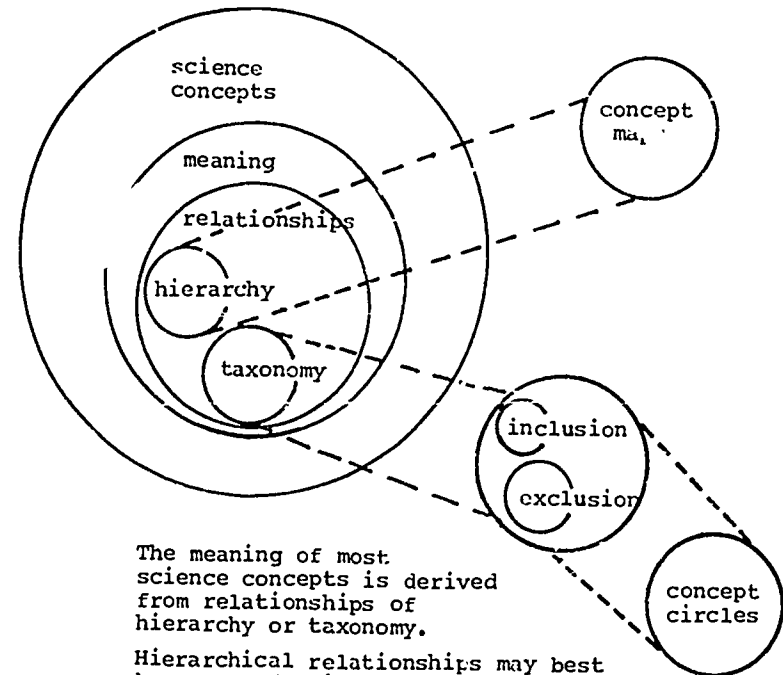 science
concepts
concept
meaning
relationships
hierarchy
taxonomy
inclusion
exclusion
The meaning of most
science concepts is derived
from relationships of
hierarchy or taxonomy.
concept
circles
Hierarchical relationships may best